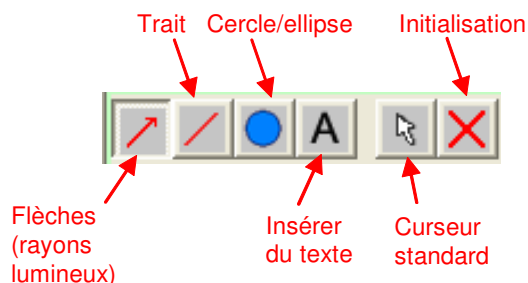 Trait Cercle/ellipse Initialisation
A
Flèches
(rayons
lumineux)
Insérer
du texte
Curseur
standard